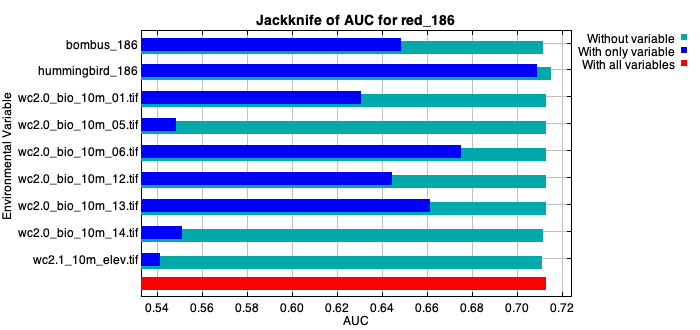 Jackknife of AUC for red_186
Without variable
With only variable
With all variables
Environmental Variable
bombus_186
hummingbird_186
wc2.0_bio_10m_01.tif
wc2.0_bio_10m_05.tif
wc2.0_bio_10m_06.tif
wc2.0_bio_10m_12.tif
wc2.0_bio_10m_13.tif
wc2.0_bio_10m_14.tif
wc2.1_10m_elev.tif
0.54 0.56 0.58 0.60 0.62 0.64 0.66 0.68 0.70 0.72
AUC